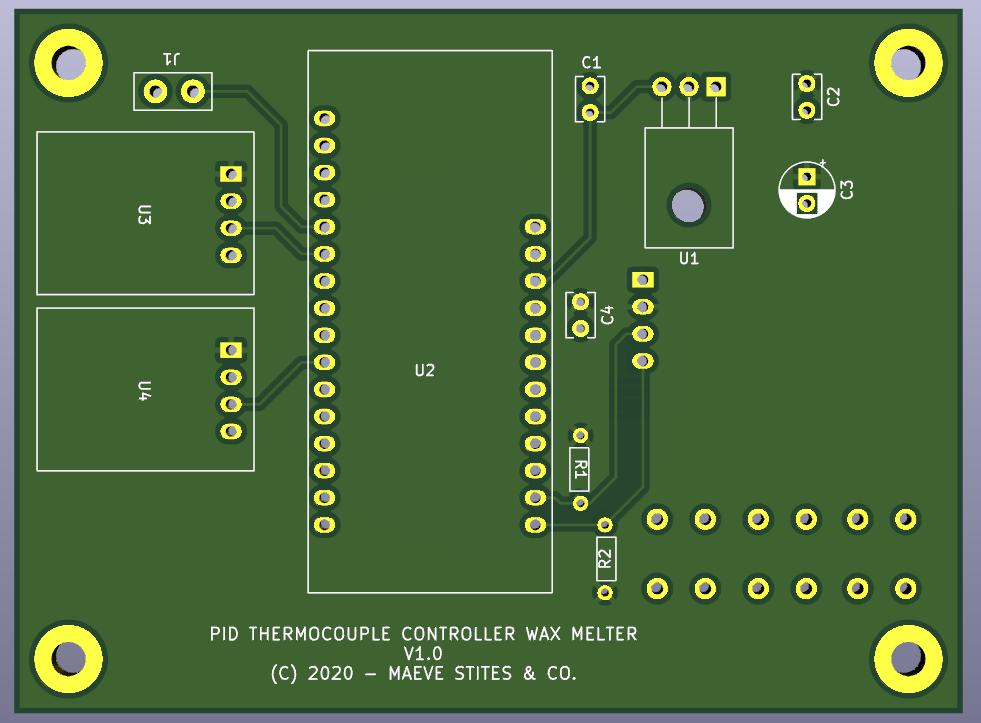 J1
C1
C2
C3
U3
U1
C4
U2
U4
R1
R2
PID THERMOCOUPLE CONTROLLER WAX MELTER
V1.0
(C) 2020 – MAEVE STITES & CO.